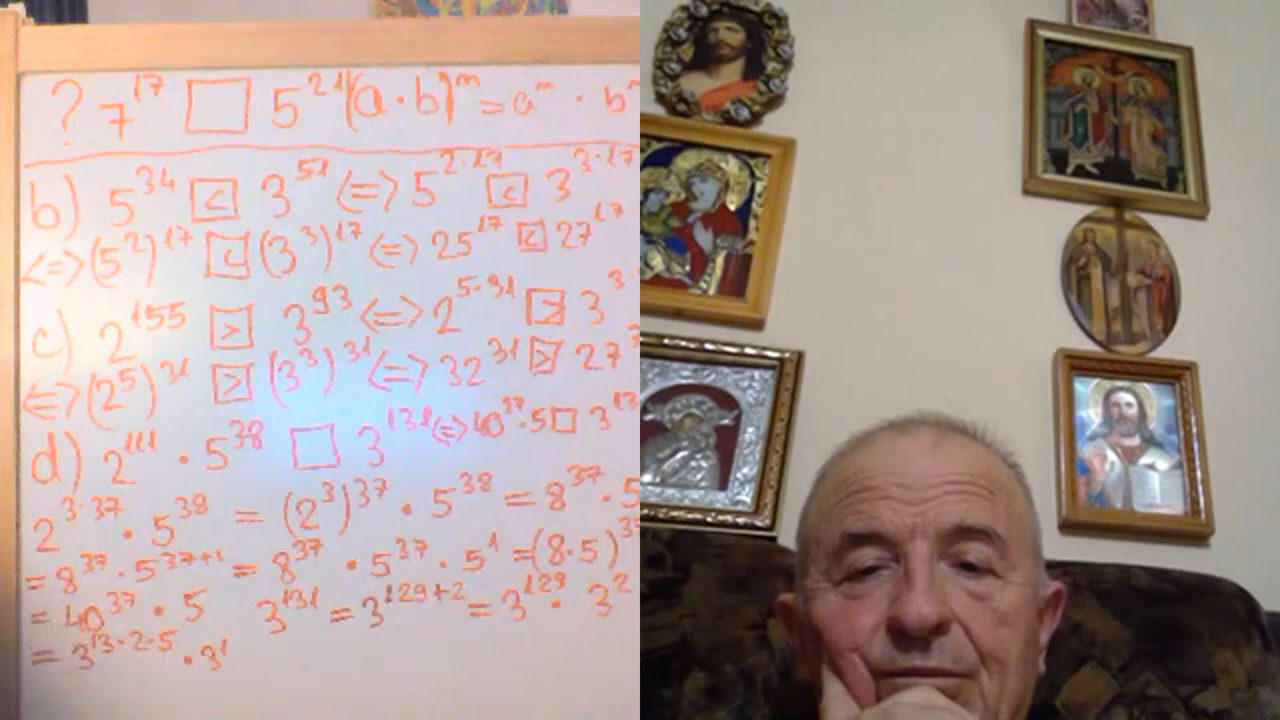 ? 7^17 □ 5^21 (a·b)^m = a^m · b^m
b) 5^34 < 3^51 <=> 5^2·17 < 3^3·17
<=> (5^2)^17 < (3^3)^17 <=> 25^17 < 27^17
c) 2^155 > 3^93 <=> 2^5·31 > 3^3·
<=> (2^5)^31 > (3^3)^31 <=> 32^31 > 27^3
d) 2^111 · 5^38 □ 3^131 <=> 40^37 · 5 □ 3^13
2^3·37 · 5^38 = (2^3)^37 · 5^38 = 8^37 · 5
= 8^37 · 5^37+1 = 8^37 · 5^37 · 5^1 = (8·5)^37
= 40^37 · 5 3^131 = 3^129+2 = 3^129 · 3^2
= 3^13·2·5 · 3^1